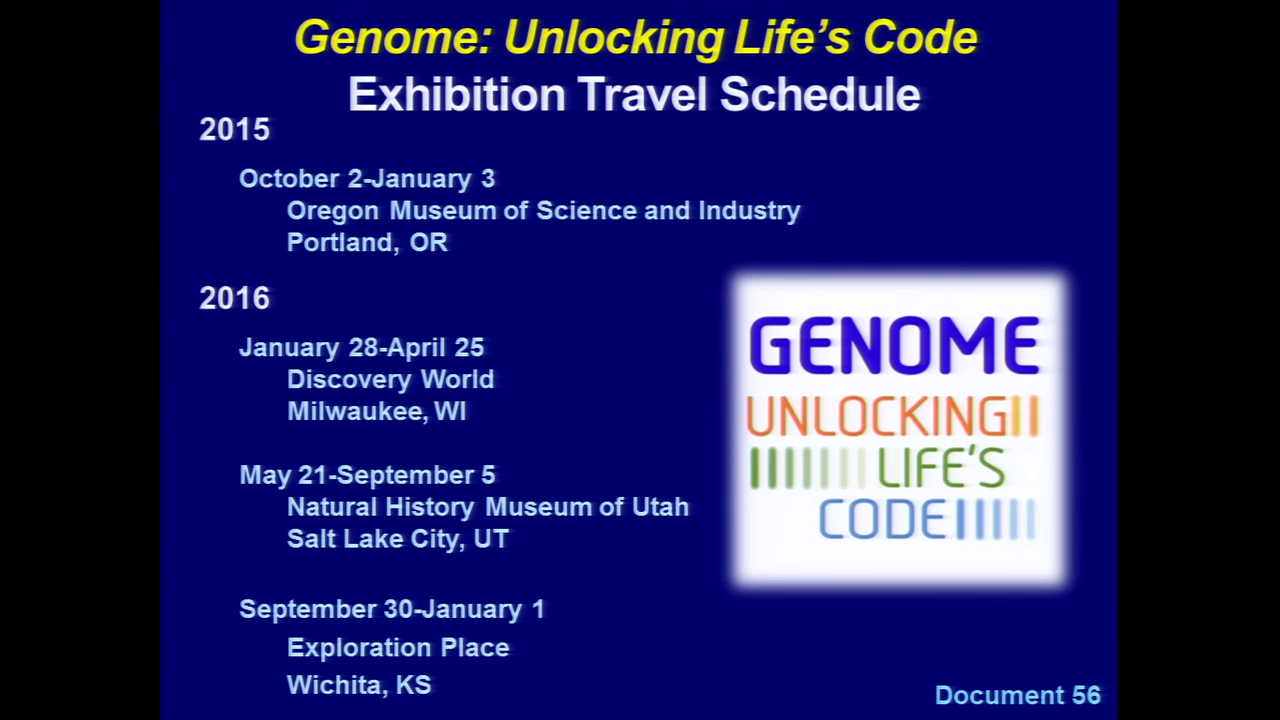 Genome: Unlocking Life's Code
Exhibition Travel Schedule
2015
October 2-January 3
Oregon Museum of Science and Industry
Portland, OR
2016
January 28-April 25
Discovery World
Milwaukee, WI
May 21-September 5
Natural History Museum of Utah
Salt Lake City, UT
September 30-January 1
Exploration Place
Wichita, KS
GENOME
UNLOCKING
LIFE'S
CODE
Document 56